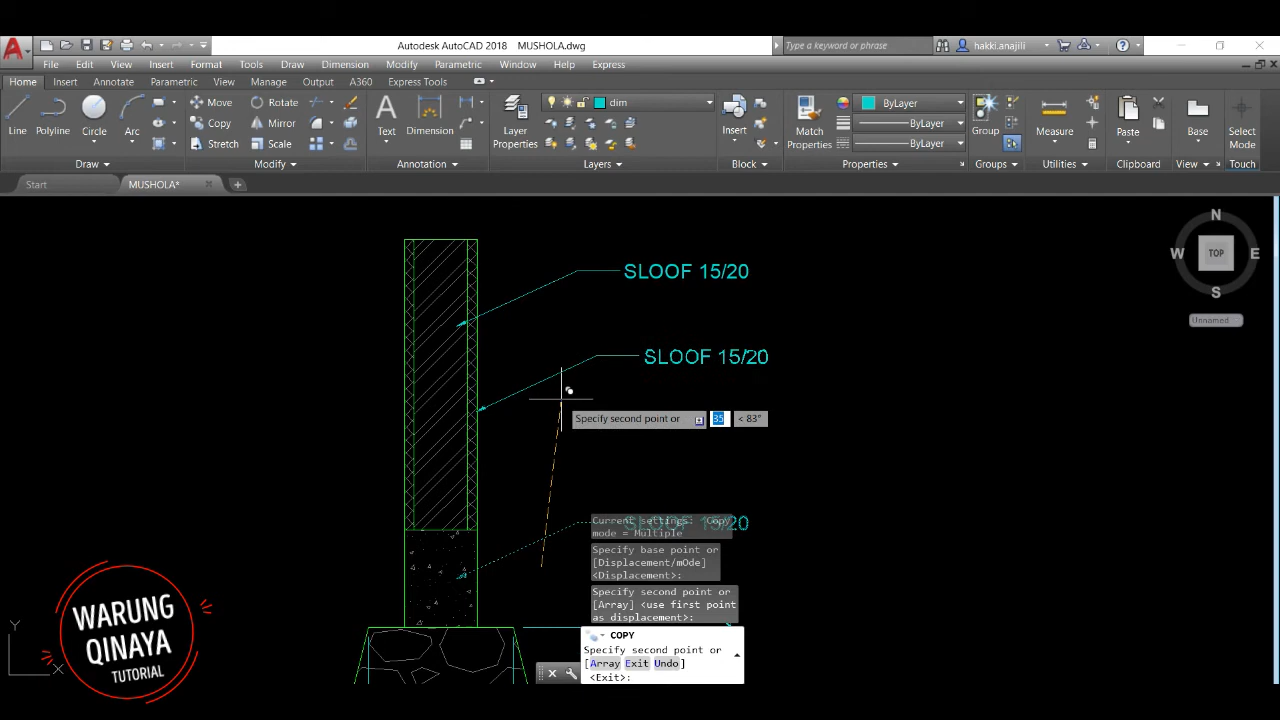 Autodesk AutoCAD 2018 MUSHOLA.dwg
Type a keyword or phrase
hakki.anajili
File Edit View Insert Format Tools Draw Dimension Modify Parametric Window Help Express
Home Insert Annotate Parametric View Manage Output A360 Express Tools
Line Polyline Circle Arc
Move Rotate
Copy Mirror
Stretch Scale
Text Dimension
Layer Properties
dim
Insert
Match Properties
ByLayer
ByLayer
ByLayer
Group
Measure
Paste
Base
Select Mode
Draw Modify Annotation Layers Block Properties Groups Utilities Clipboard View Touch
Start MUSHOLA*
N
W TOP E
S
Unnamed
SLOOF 15/20
SLOOF 15/20
Specify second point or 35 < 83°
SLOOF 15/20
Current settings: Copy
mode = Multiple
Specify base point or
[Displacement/mOde]
<Displacement>:
Specify second point or
[Array] <use first point
as displacement>:
COPY
Specify second point or
[Array Exit Undo]
<Exit>:
Y
X
WARUNG
QINAYA
TUTORIAL